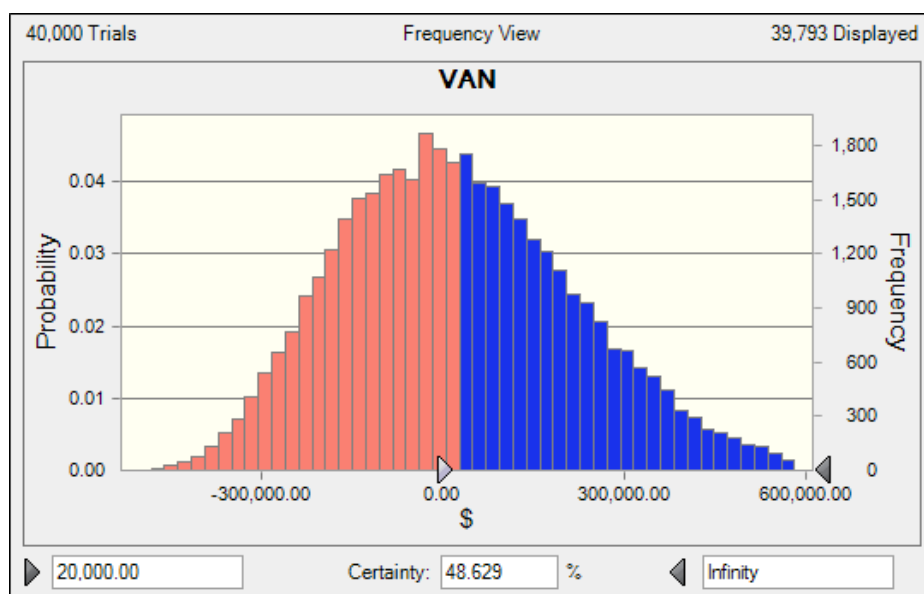 40,000 Trials Frequency View 39,793 Displayed
VAN
Probability
0.04
0.03
0.02
0.01
0.00
1,800
1,500
1,200
900
600
300
0
Frequency
-300,000.00 0.00 300,000.00 600,000.00
$
20,000.00 Certainty: 48.629 % Infinity